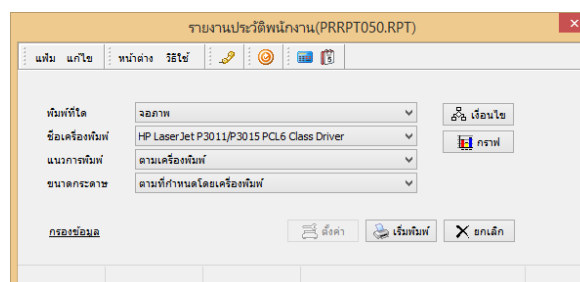 รายงานประวัติพนักงาน(PRRPT050.RPT)
แฟ้ม แก้ไข หน้าต่าง วิธีใช้
พิมพ์ที่ใด จอภาพ เงื่อนไข
ชื่อเครื่องพิมพ์ HP LaserJet P3011/P3015 PCL6 Class Driver กราฟ
แนวการพิมพ์ ตามเครื่องพิมพ์
ขนาดกระดาษ ตามที่กำหนดโดยเครื่องพิมพ์
กรองข้อมูล ตั้งค่า เริ่มพิมพ์ ยกเลิก